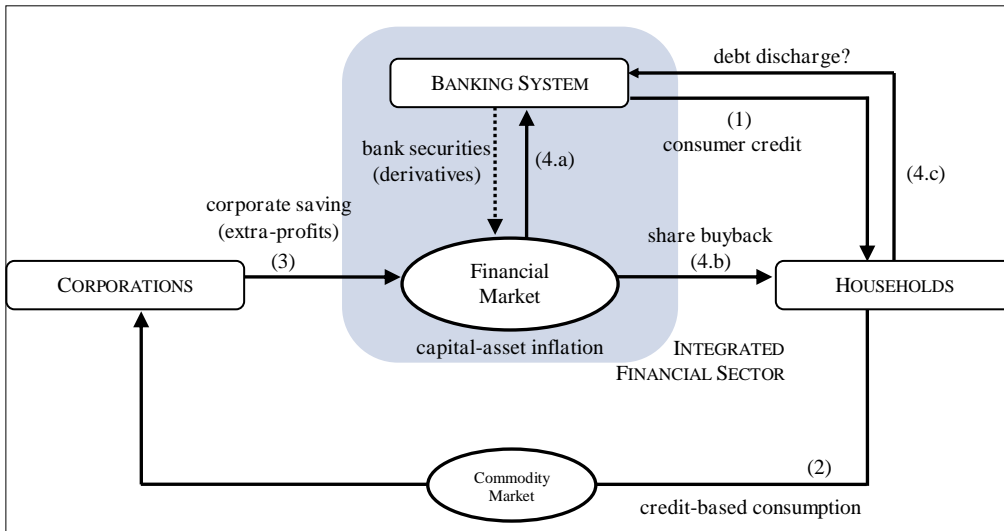 debt discharge?
BANKING SYSTEM
(1)
consumer credit
bank securities
(derivatives)
(4.a)
(4.c)
corporate saving
(extra-profits)
(3)
share buyback
(4.b)
CORPORATIONS
Financial
Market
HOUSEHOLDS
capital-asset inflation
INTEGRATED
FINANCIAL SECTOR
(2)
Commodity
Market
credit-based consumption